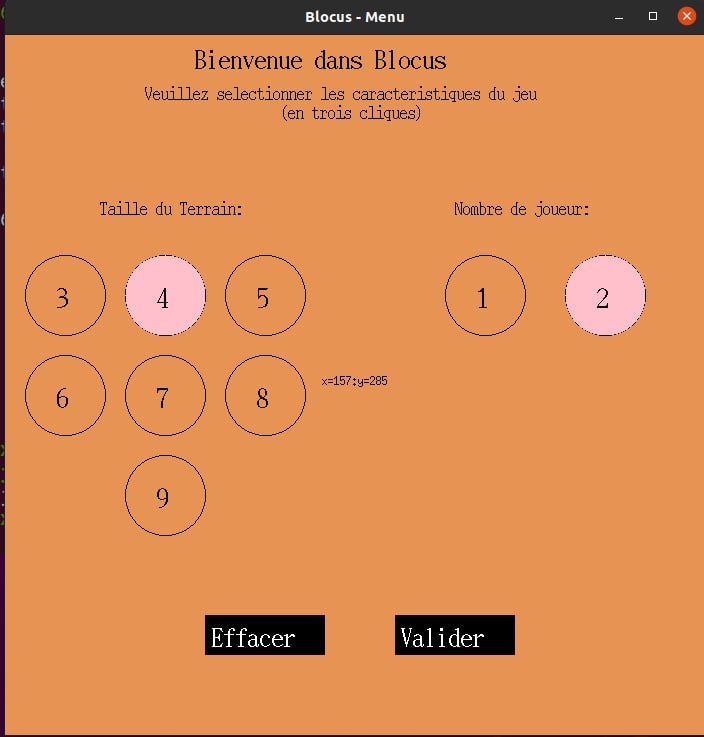 Blocus - Menu
Bienvenue dans Blocus
Veuillez selectionner les caracteristiques du jeu
(en trois cliques)
Taille du Terrain:
Nombre de joueur:
3 4 5
1 2
6 7 8
x=157:y=285
9
Effacer
Valider